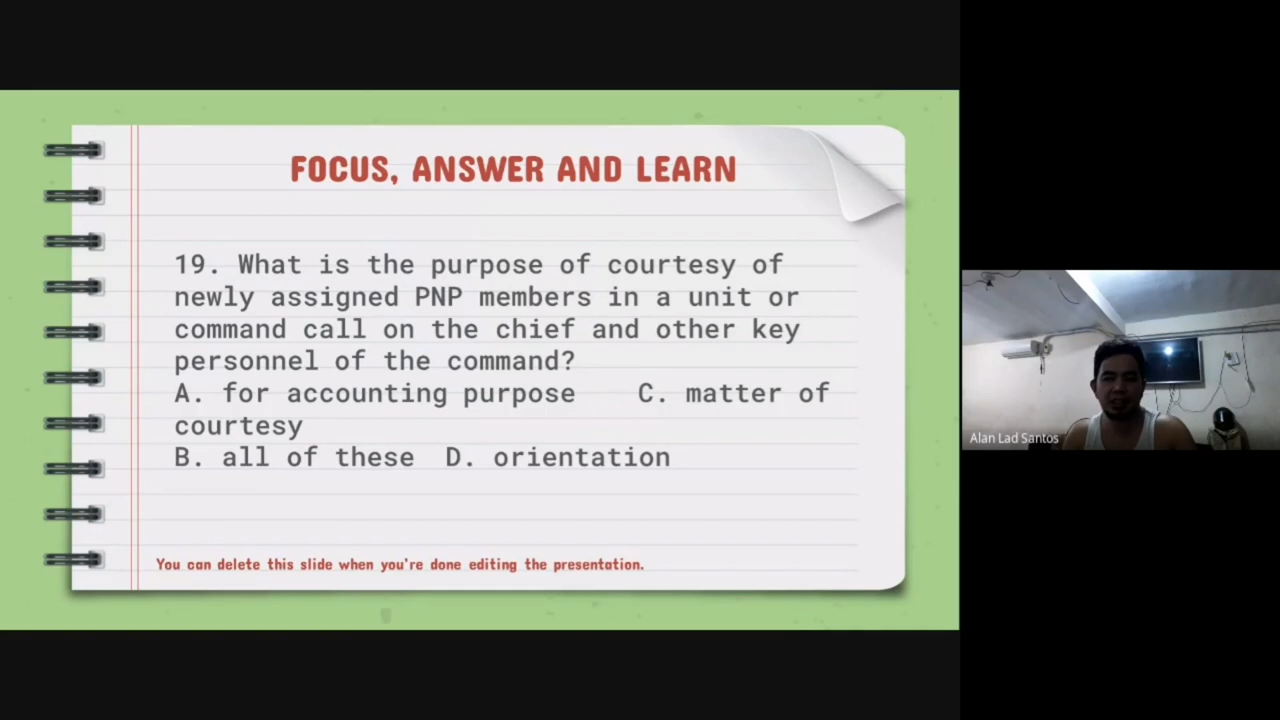 FOCUS, ANSWER AND LEARN
19. What is the purpose of courtesy of
newly assigned PNP members in a unit or
command call on the chief and other key
personnel of the command?
A. for accounting purpose    C. matter of
courtesy
B. all of these  D. orientation
You can delete this slide when you're done editing the presentation.
Alan Lad Santos